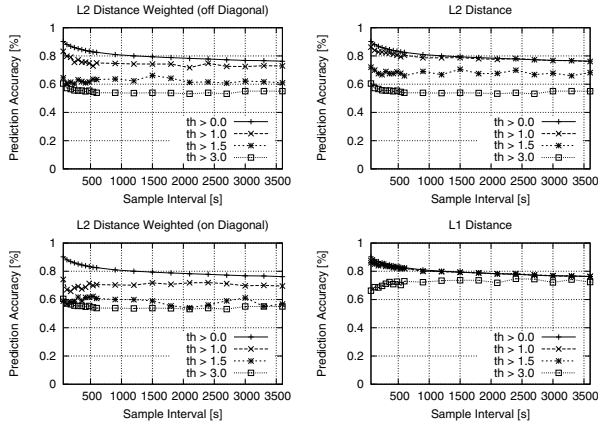 L2 Distance Weighted (off Diagonal)
Prediction Accuracy [%]
1
0.8
0.6
0.4
0.2
0
th > 0.0
th > 1.0
th > 1.5
th > 3.0
500 1000 1500 2000 2500 3000 3500
Sample Interval [s]
L2 Distance
Prediction Accuracy [%]
1
0.8
0.6
0.4
0.2
0
th > 0.0
th > 1.0
th > 1.5
th > 3.0
500 1000 1500 2000 2500 3000 3500
Sample Interval [s]
L2 Distance Weighted (on Diagonal)
Prediction Accuracy [%]
1
0.8
0.6
0.4
0.2
0
th > 0.0
th > 1.0
th > 1.5
th > 3.0
500 1000 1500 2000 2500 3000 3500
Sample Interval [s]
L1 Distance
Prediction Accuracy [%]
1
0.8
0.6
0.4
0.2
0
th > 0.0
th > 1.0
th > 1.5
th > 3.0
500 1000 1500 2000 2500 3000 3500
Sample Interval [s]